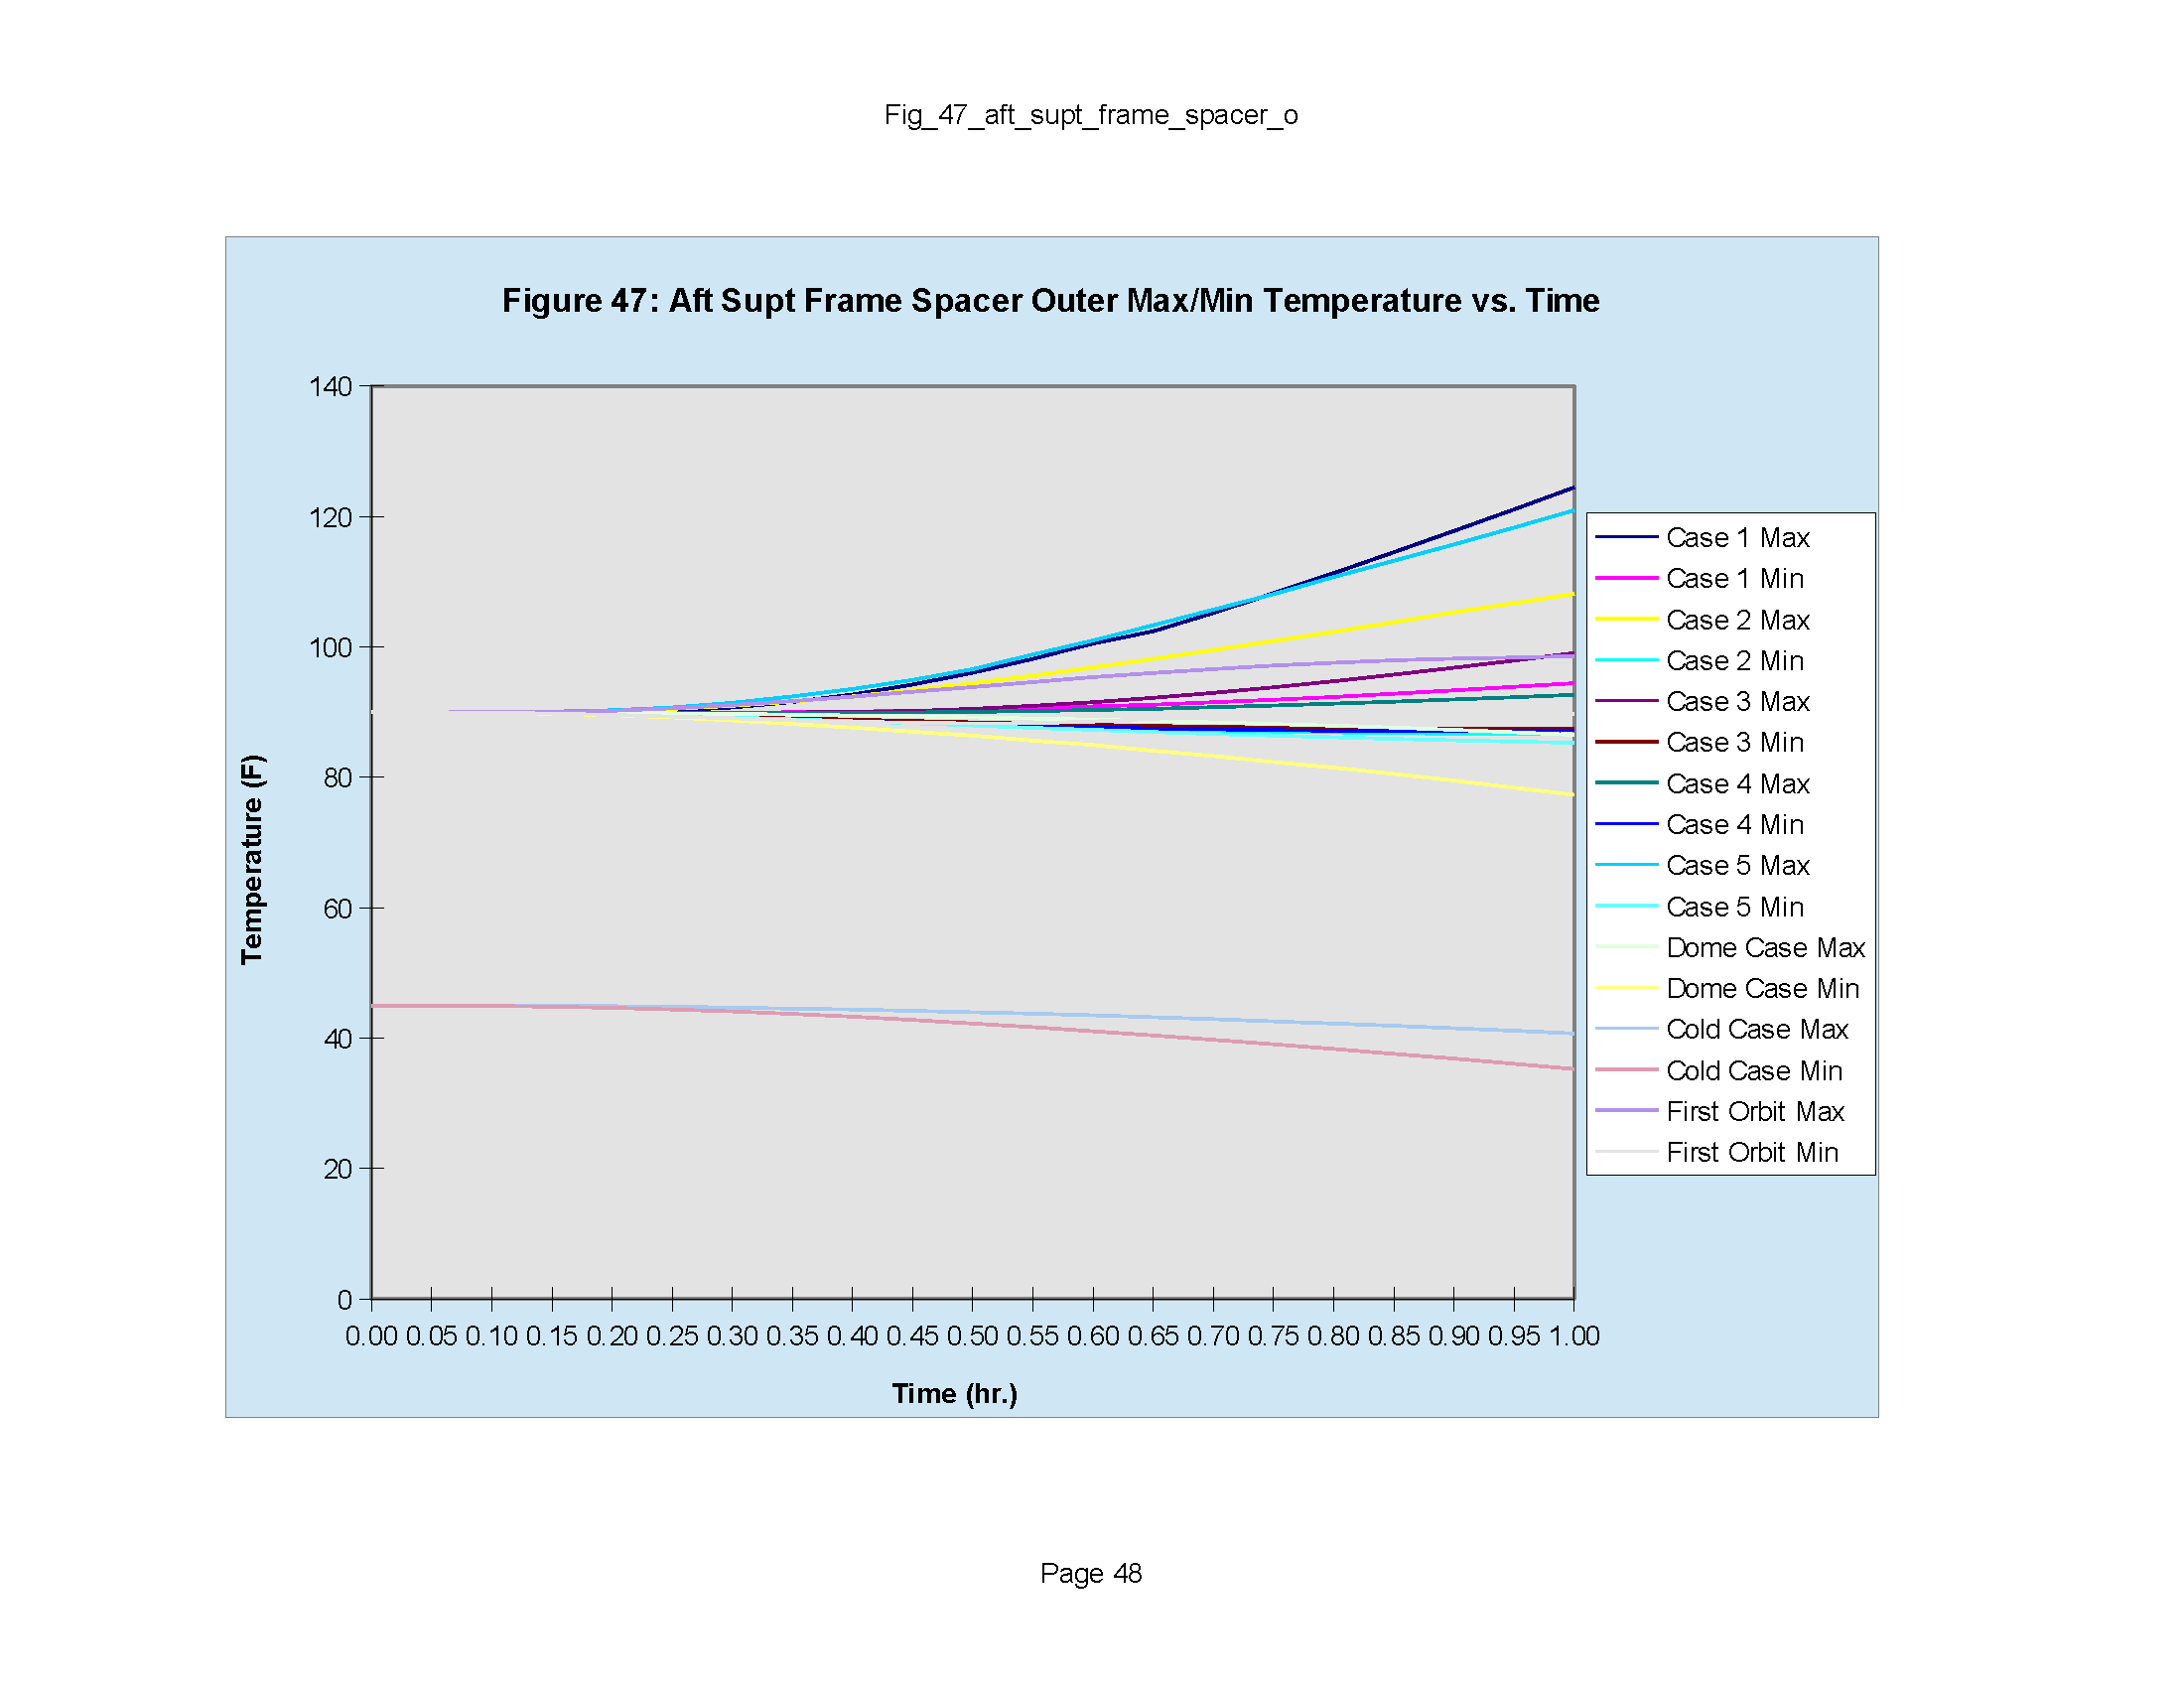 Fig_47_aft_supt_frame_spacer_o
Figure 47: Aft Supt Frame Spacer Outer Max/Min Temperature vs. Time
140
120
100
80
60
40
20
0
Temperature (F)
0.00 0.05 0.10 0.15 0.20 0.25 0.30 0.35 0.40 0.45 0.50 0.55 0.60 0.65 0.70 0.75 0.80 0.85 0.90 0.95 1.00
Time (hr.)
Case 1 Max
Case 1 Min
Case 2 Max
Case 2 Min
Case 3 Max
Case 3 Min
Case 4 Max
Case 4 Min
Case 5 Max
Case 5 Min
Dome Case Max
Dome Case Min
Cold Case Max
Cold Case Min
First Orbit Max
First Orbit Min
Page 48